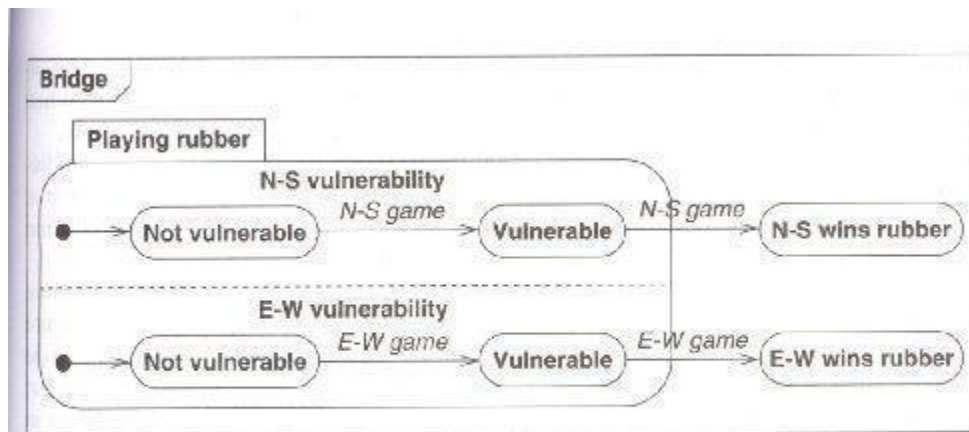 Bridge
Playing rubber
N-S vulnerability
N-S game
N-S game
Not vulnerable
Vulnerable
N-S wins rubber
E-W vulnerability
E-W game
E-W game
Not vulnerable
Vulnerable
E-W wins rubber